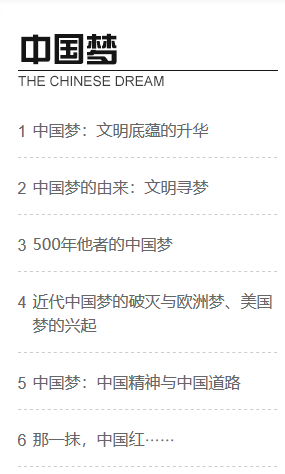 中国梦
THE CHINESE DREAM
1 中国梦：文明底蕴的升华
2 中国梦的由来：文明寻梦
3 500年他者的中国梦
4 近代中国梦的破灭与欧洲梦、美国
梦的兴起
5 中国梦：中国精神与中国道路
6 那一抹，中国红……